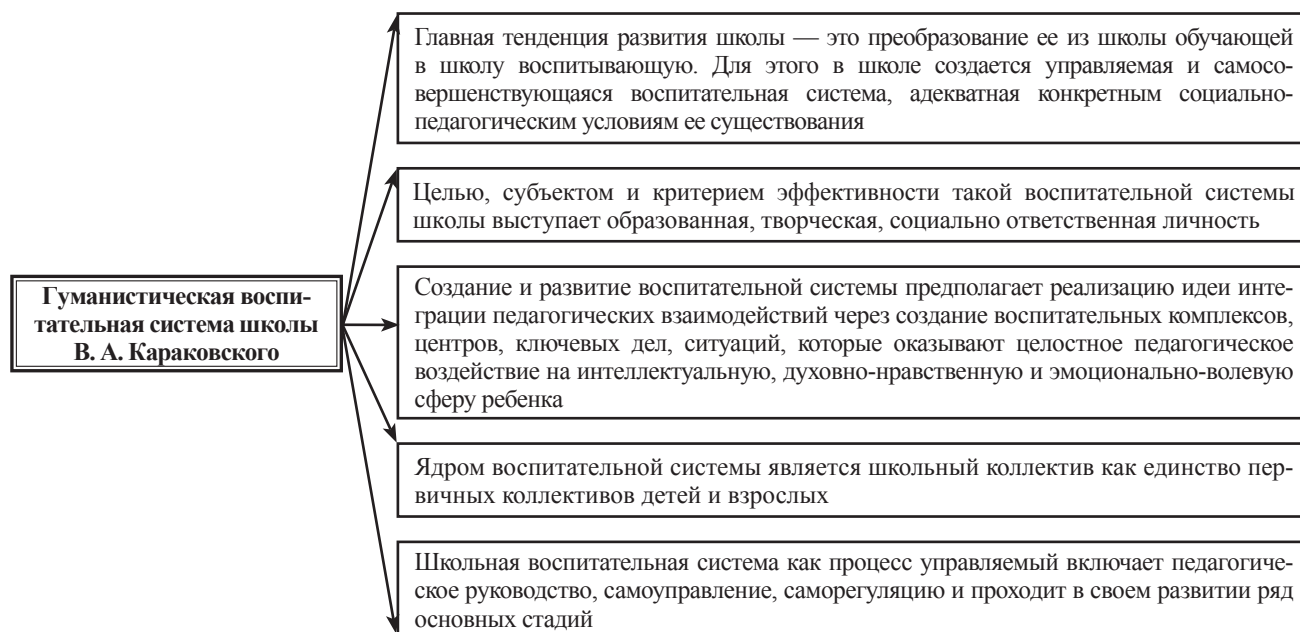 Главная тенденция развития школы — это преобразование ее из школы обучающей
в школу воспитывающую. Для этого в школе создается управляемая и самосо-
вершенствующаяся воспитательная система, адекватная конкретным социально-
педагогическим условиям ее существования
Целью, субъектом и критерием эффективности такой воспитательной системы
школы выступает образованная, творческая, социально ответственная личность
Гуманистическая воспи-
тательная система школы
В. А. Караковского
Создание и развитие воспитательной системы предполагает реализацию идеи инте-
грации педагогических взаимодействий через создание воспитательных комплексов,
центров, ключевых дел, ситуаций, которые оказывают целостное педагогическое
воздействие на интеллектуальную, духовно-нравственную и эмоционально-волевую
сферу ребенка
Ядром воспитательной системы является школьный коллектив как единство пер-
вичных коллективов детей и взрослых
Школьная воспитательная система как процесс управляемый включает педагогиче-
ское руководство, самоуправление, саморегуляцию и проходит в своем развитии ряд
основных стадий